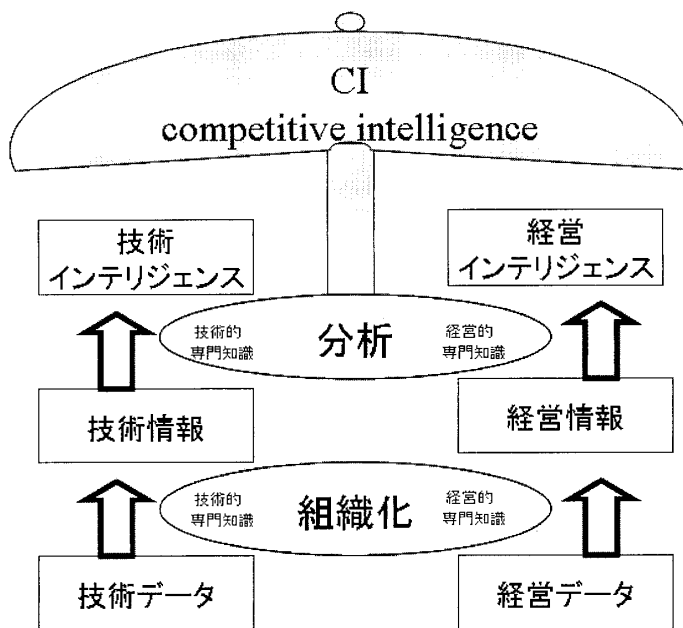 CI
competitive intelligence
技術
インテリジェンス
経営
インテリジェンス
技術的
専門知識
分析
経営的
専門知識
技術情報
経営情報
技術的
専門知識
組織化
経営的
専門知識
技術データ
経営データ